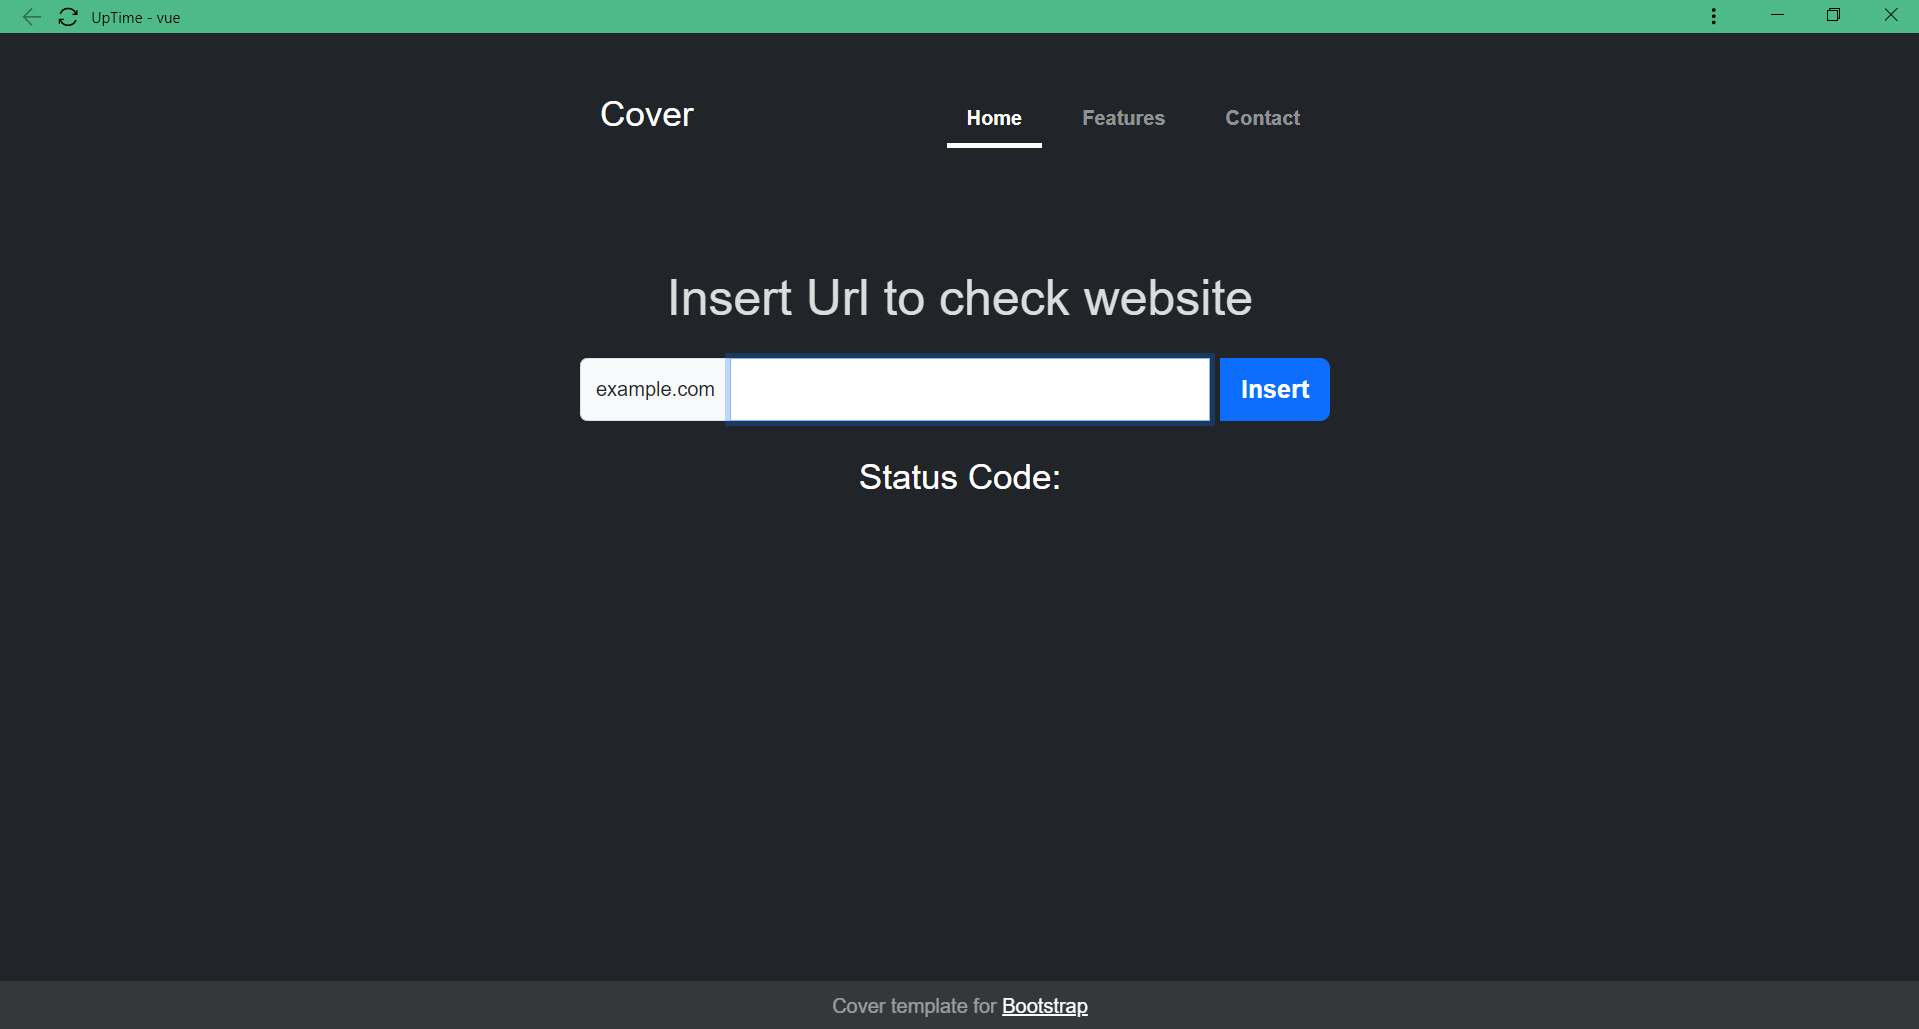 UpTime - vue
Cover Home Features Contact
Insert Url to check website
example.com Insert
Status Code:
Cover template for Bootstrap